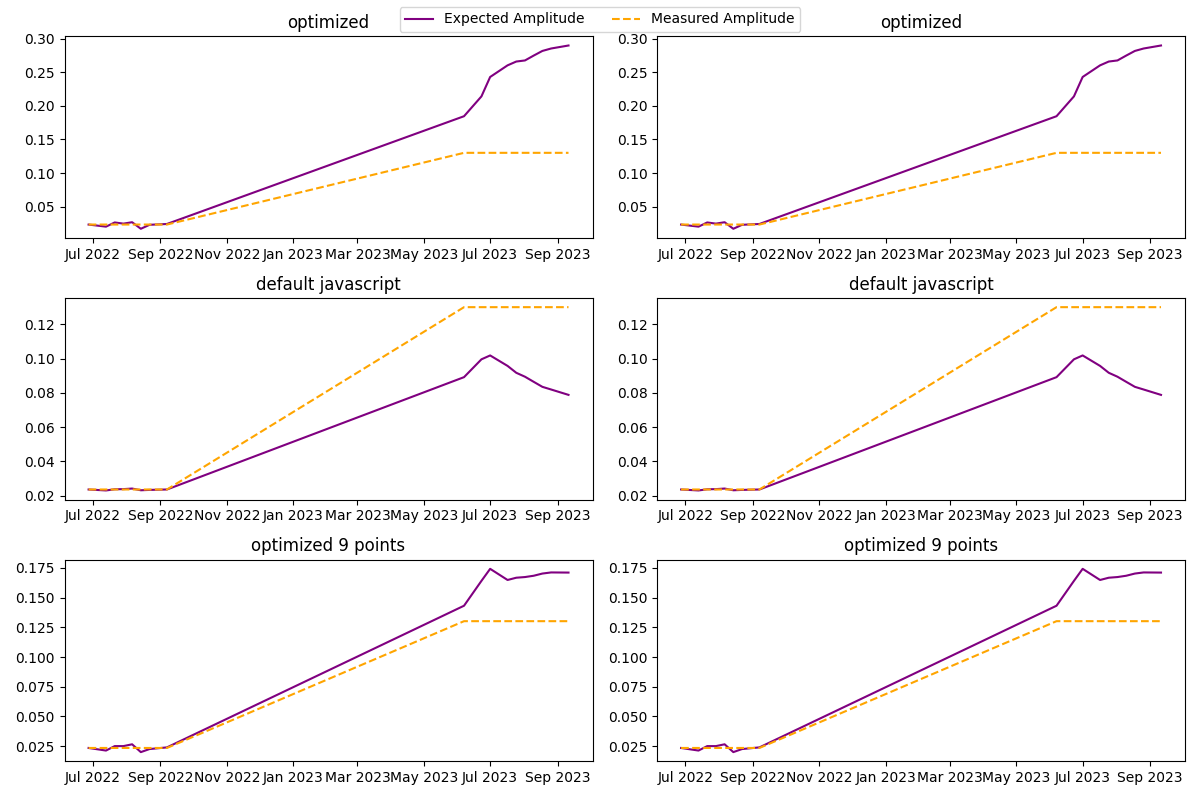 Expected Amplitude Measured Amplitude
optimized optimized
0.30 0.30
0.25 0.25
0.20 0.20
0.15 0.15
0.10 0.10
0.05 0.05
Jul 2022 Sep 2022 Nov 2022 Jan 2023 Mar 2023 May 2023 Jul 2023 Sep 2023 Jul 2022 Sep 2022 Nov 2022 Jan 2023 Mar 2023 May 2023 Jul 2023 Sep 2023
default javascript default javascript
0.12 0.12
0.10 0.10
0.08 0.08
0.06 0.06
0.04 0.04
0.02 0.02
Jul 2022 Sep 2022 Nov 2022 Jan 2023 Mar 2023 May 2023 Jul 2023 Sep 2023 Jul 2022 Sep 2022 Nov 2022 Jan 2023 Mar 2023 May 2023 Jul 2023 Sep 2023
optimized 9 points optimized 9 points
0.175 0.175
0.150 0.150
0.125 0.125
0.100 0.100
0.075 0.075
0.050 0.050
0.025 0.025
Jul 2022 Sep 2022 Nov 2022 Jan 2023 Mar 2023 May 2023 Jul 2023 Sep 2023 Jul 2022 Sep 2022 Nov 2022 Jan 2023 Mar 2023 May 2023 Jul 2023 Sep 2023